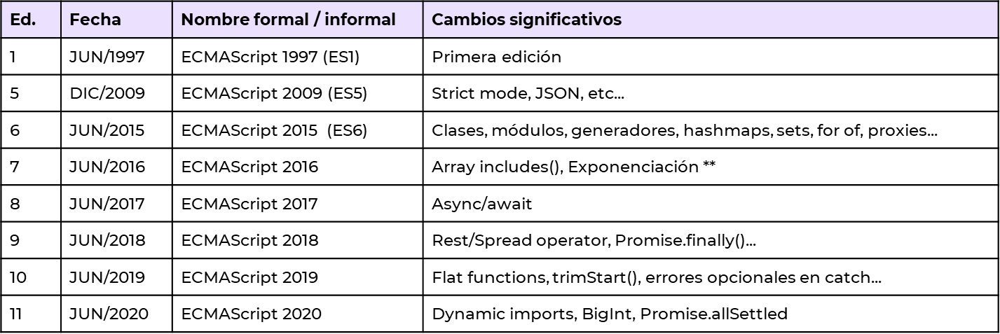 Ed. Fecha Nombre formal / informal Cambios significativos
1 JUN/1997 ECMAScript 1997 (ES1) Primera edición
5 DIC/2009 ECMAScript 2009 (ES5) Strict mode, JSON, etc...
6 JUN/2015 ECMAScript 2015 (ES6) Clases, módulos, generadores, hashmaps, sets, for of, proxies...
7 JUN/2016 ECMAScript 2016 Array includes(), Exponenciación **
8 JUN/2017 ECMAScript 2017 Async/await
9 JUN/2018 ECMAScript 2018 Rest/Spread operator, Promise.finally()...
10 JUN/2019 ECMAScript 2019 Flat functions, trimStart(), errores opcionales en catch...
11 JUN/2020 ECMAScript 2020 Dynamic imports, BigInt, Promise.allSettled